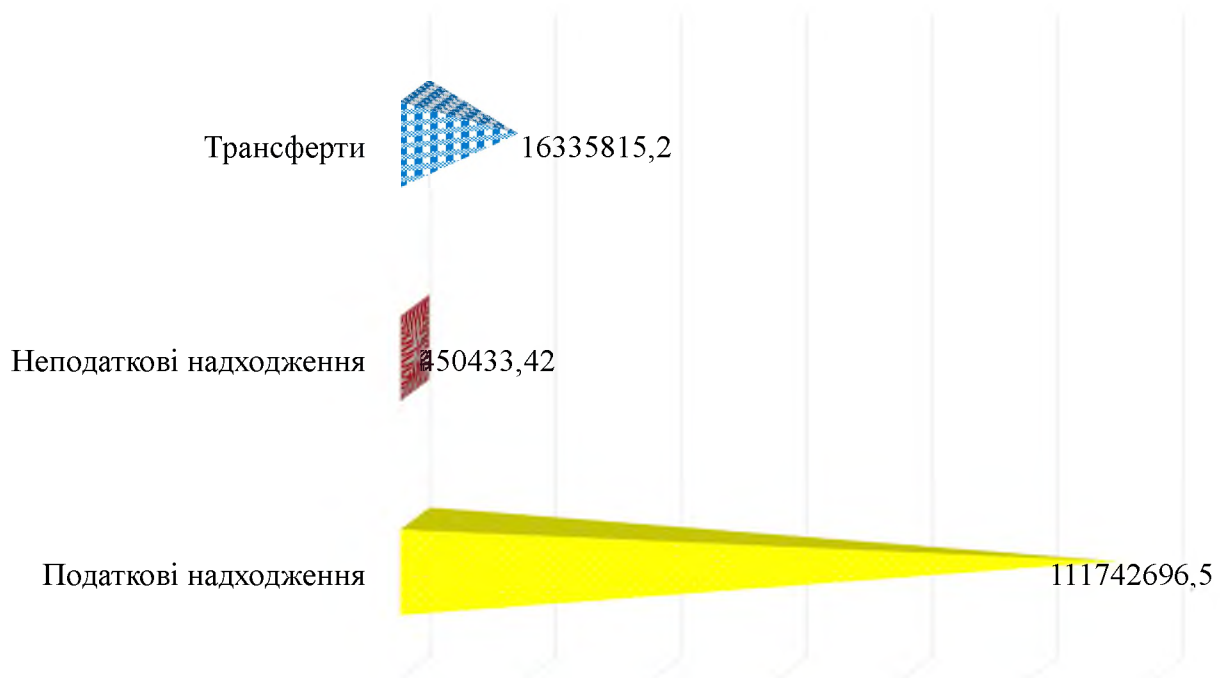 Трансферти 16335815,2
Неподаткові надходження 450433,42
Податкові надходження 111742696,5